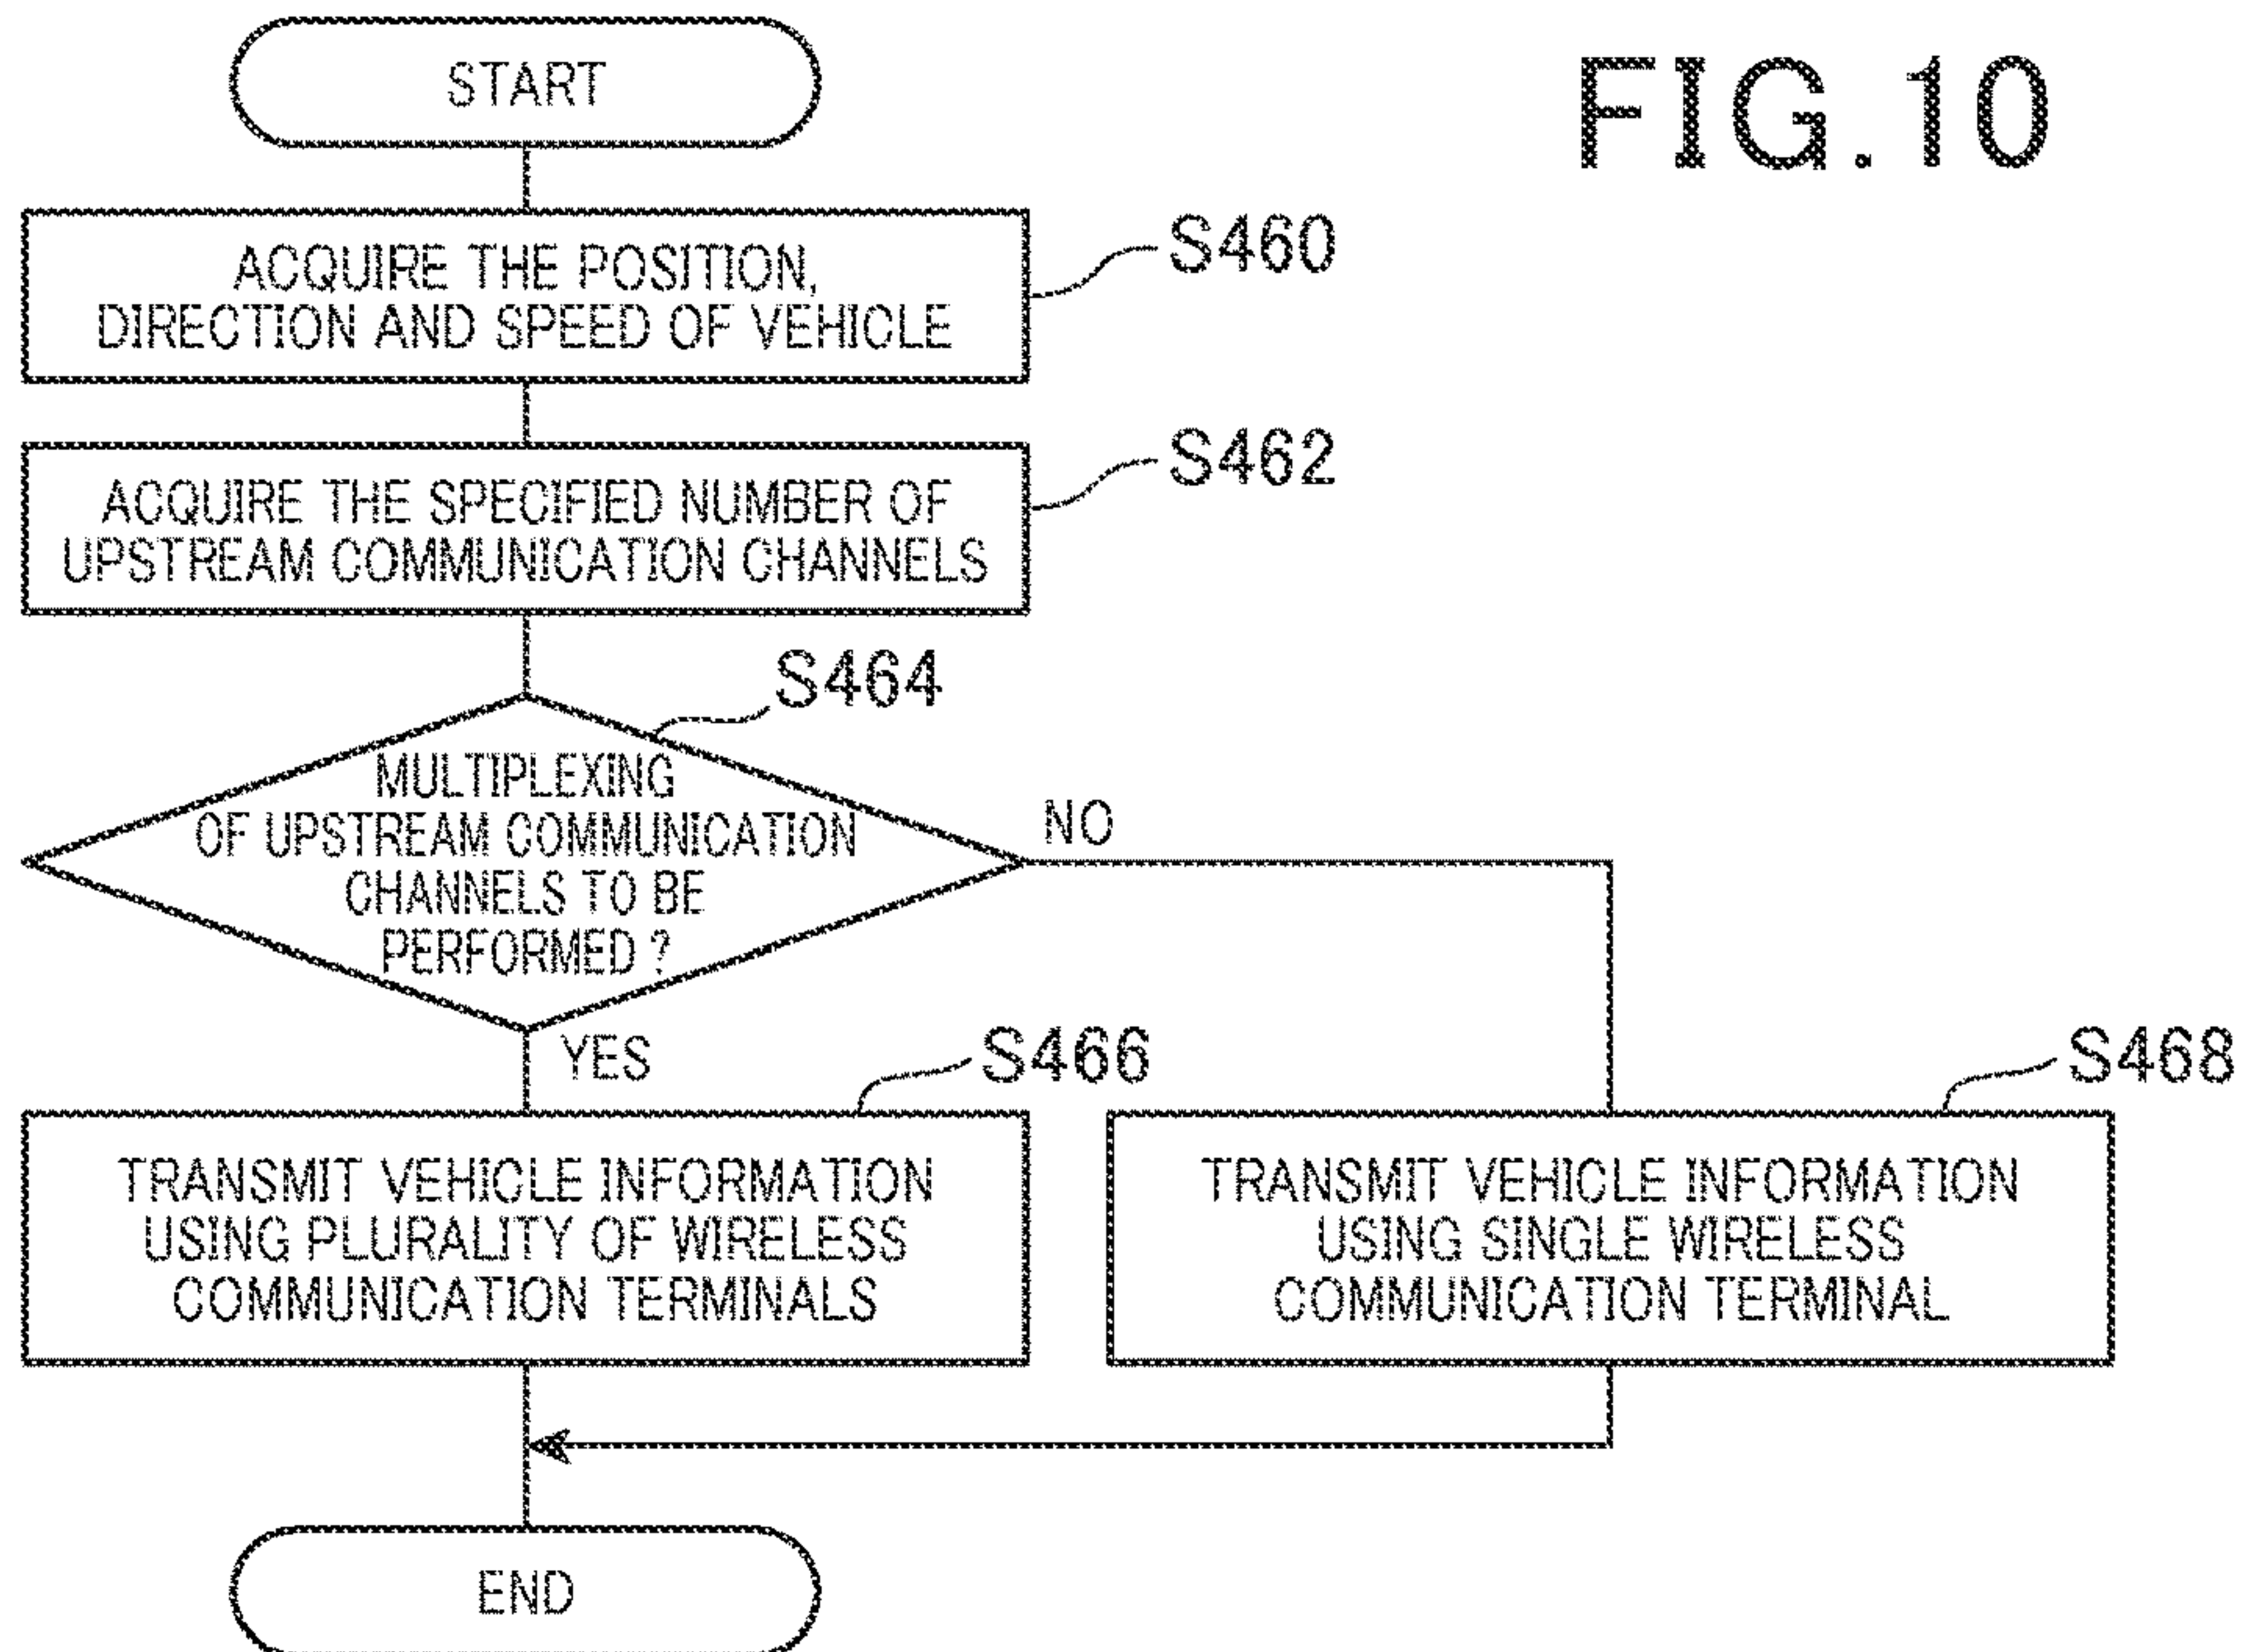 FIG.10
START
ACQUIRE THE POSITION,
DIRECTION AND SPEED OF VEHICLE
S460
ACQUIRE THE SPECIFIED NUMBER OF
UPSTREAM COMMUNICATION CHANNELS
S462
S464
MULTIPLEXING
OF UPSTREAM COMMUNICATION
CHANNELS TO BE
PERFORMED ?
NO
YES
S466
TRANSMIT VEHICLE INFORMATION
USING PLURALITY OF WIRELESS
COMMUNICATION TERMINALS
S468
TRANSMIT VEHICLE INFORMATION
USING SINGLE WIRELESS
COMMUNICATION TERMINAL
END